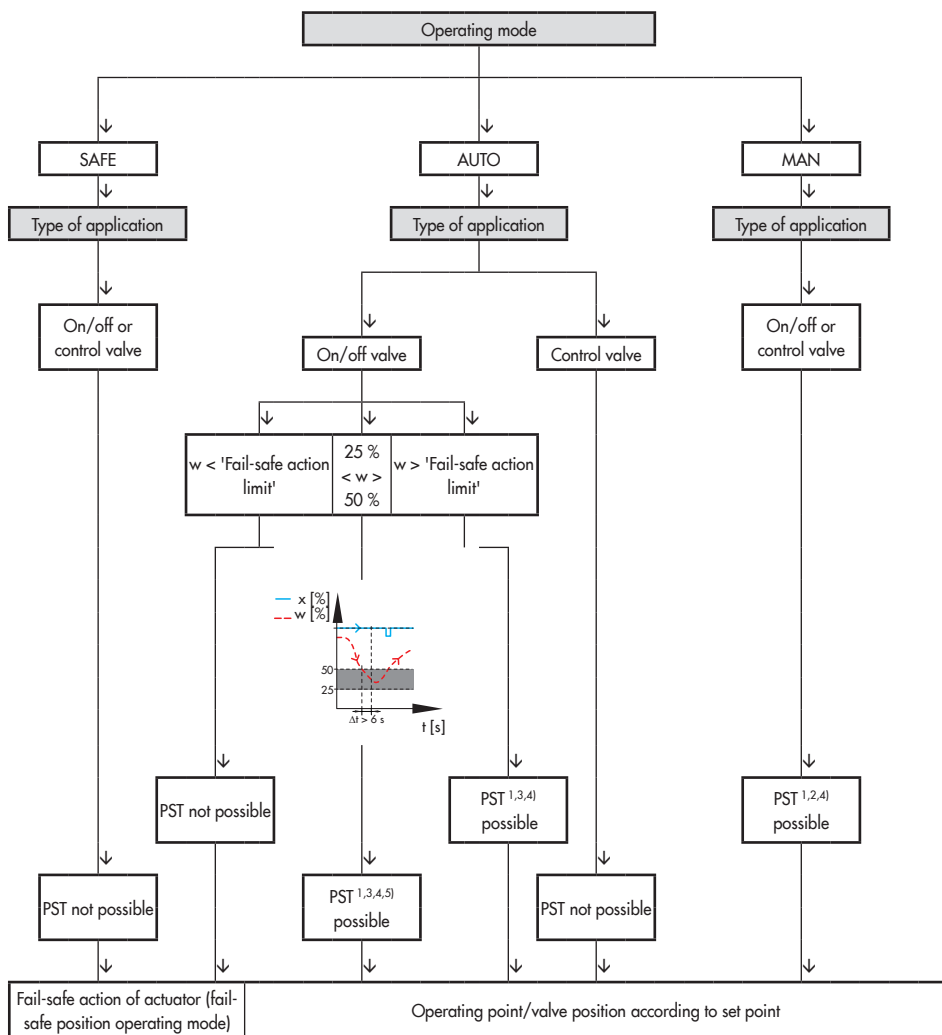 Operating mode
SAFE
AUTO
MAN
Type of application
Type of application
Type of application
On/off or
control valve
On/off valve
Control valve
On/off or
control valve
w < 'Fail-safe action
limit'
25 %
< w >
50 %
w > 'Fail-safe action
limit'
x [%]
w [%]
50
25
Δt > 6 s
t [s]
PST not possible
PST 1,3,4)
possible
PST 1,2,4)
possible
PST not possible
PST 1,3,4,5)
possible
PST not possible
Fail-safe action of actuator (fail-
safe position operating mode)
Operating point/valve position according to set point